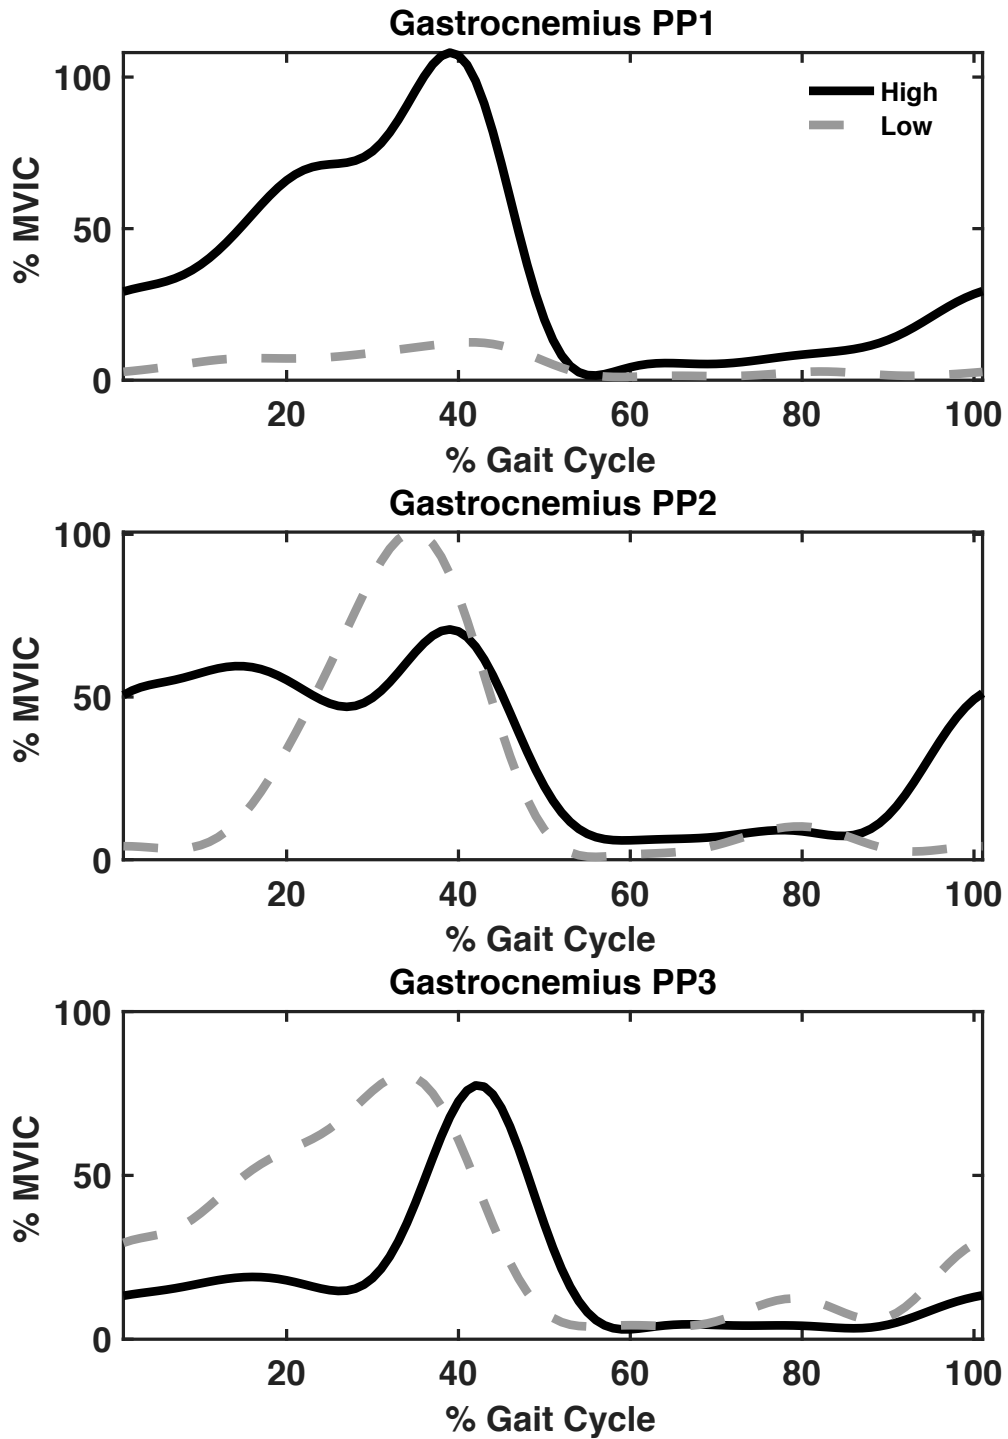 Gastrocnemius PP1
100
High
Low
% MVIC
50
0
20 40 60 80 100
% Gait Cycle
Gastrocnemius PP2
100
% MVIC
50
0
20 40 60 80 100
% Gait Cycle
Gastrocnemius PP3
100
% MVIC
50
0
20 40 60 80 100
% Gait Cycle